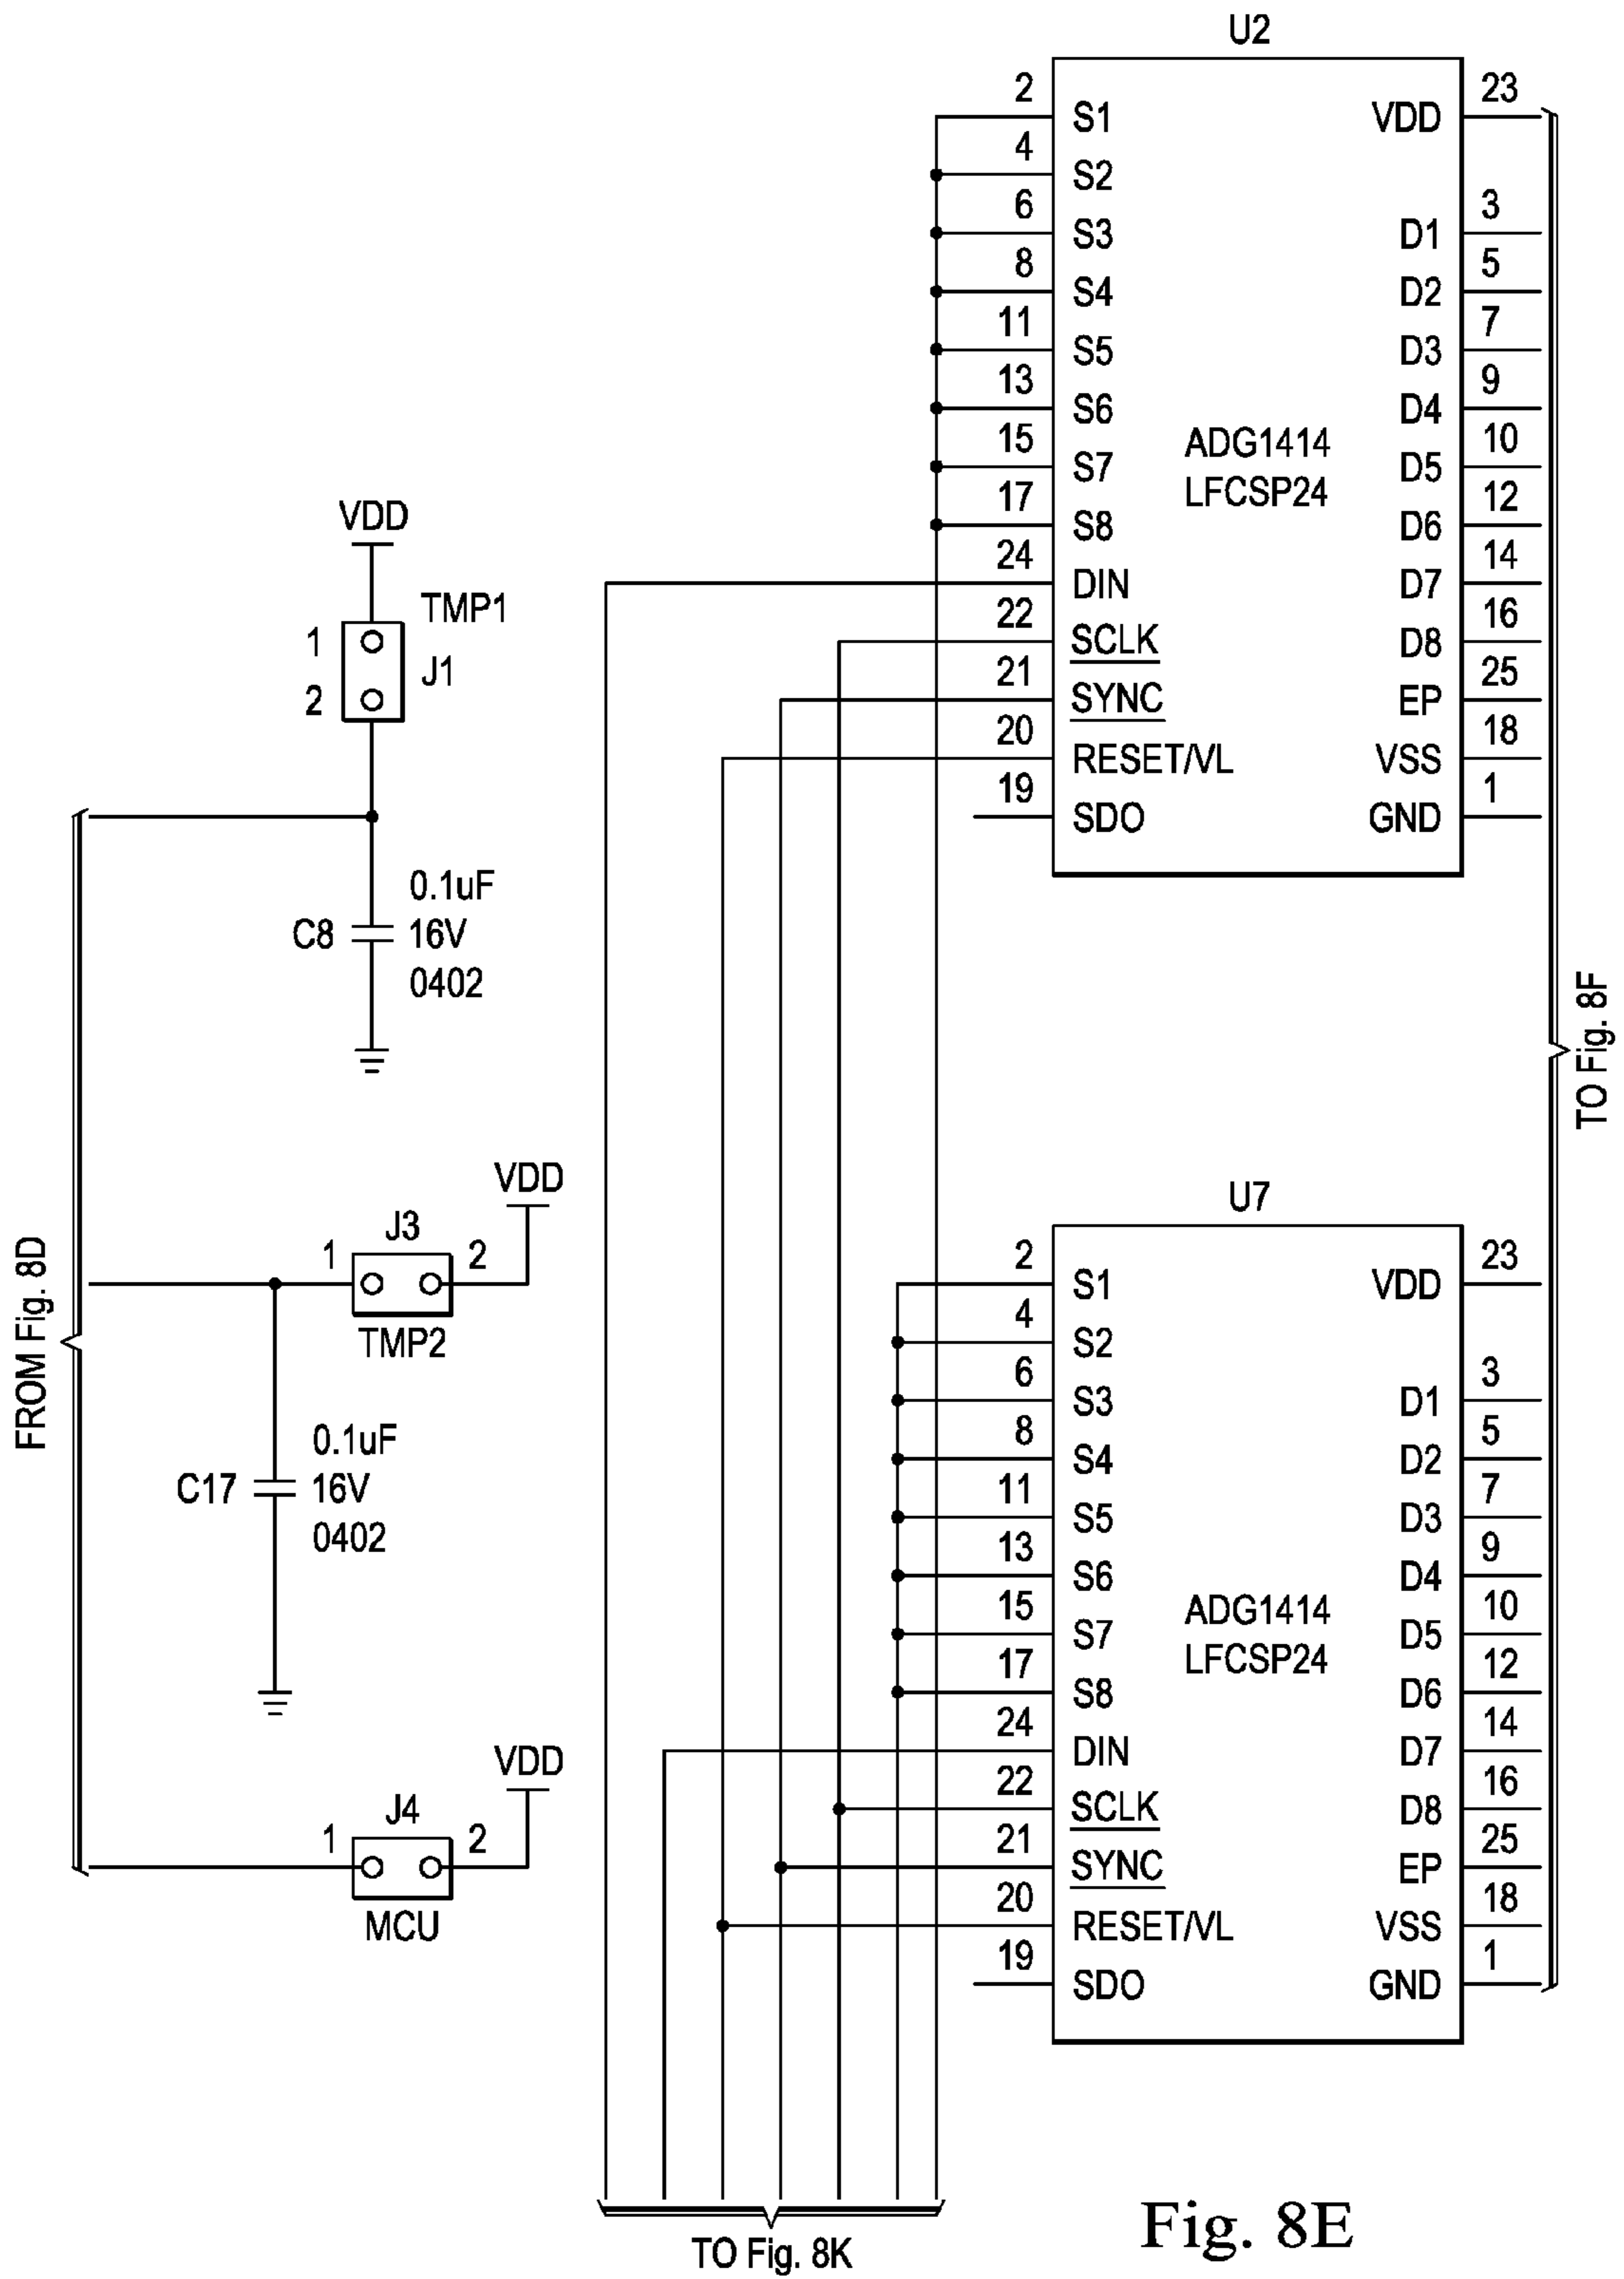 U2
2 S1 VDD 23
4 S2
6 S3 D1 3
8 S4 D2 5
11 S5 D3 7
13 S6 D4 9
ADG1414
15 S7 D5 10
LFCSP24
17 S8 D6 12
24 DIN D7 14
22 SCLK D8 16
21 SYNC EP 25
20 RESET/VL VSS 18
19 SDO GND 1
VDD
TMP1
1
J1
2
0.1uF
C8 16V
0402
TO Fig. 8F
FROM Fig. 8D
VDD
J3
1 2
TMP2
0.1uF
C17 16V
0402
VDD
J4
1 2
MCU
U7
2 S1 VDD 23
4 S2
6 S3 D1 3
8 S4 D2 5
11 S5 D3 7
13 S6 D4 9
ADG1414
15 S7 D5 10
LFCSP24
17 S8 D6 12
24 DIN D7 14
22 SCLK D8 16
21 SYNC EP 25
20 RESET/VL VSS 18
19 SDO GND 1
TO Fig. 8K
Fig. 8E